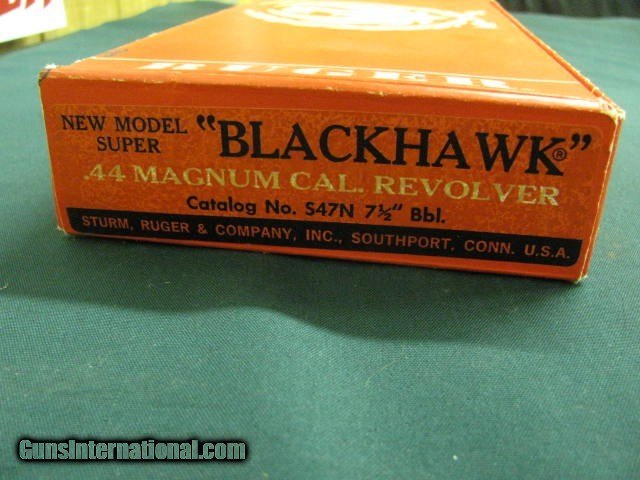 RUGER
NEW MODEL "BLACKHAWK"®
SUPER
.44 MAGNUM CAL. REVOLVER
Catalog No. S47N 7½" Bbl.
STURM, RUGER & COMPANY, INC., SOUTHPORT, CONN. U.S.A.
GunsInternational.com